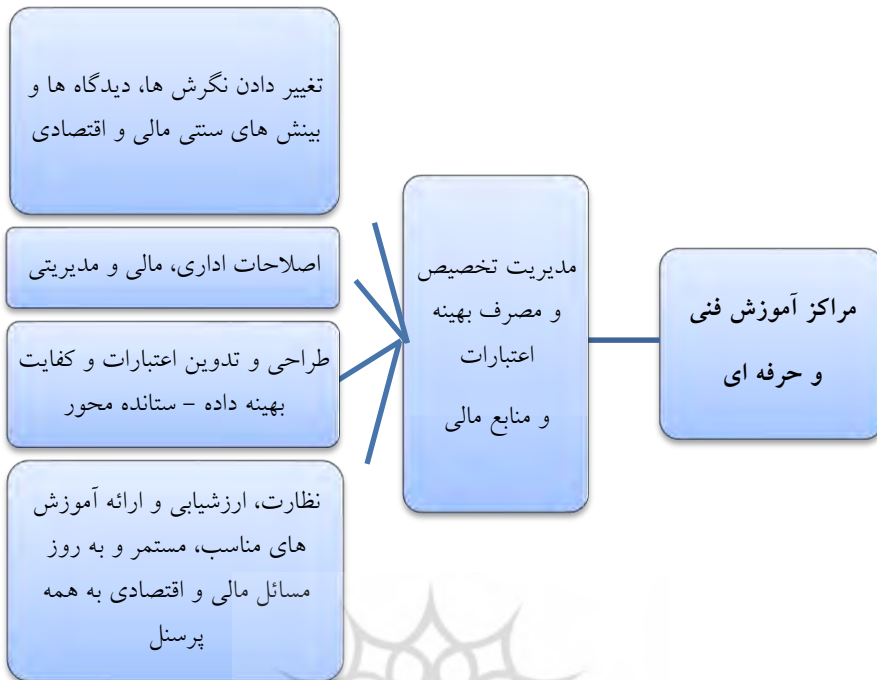 مراکز آموزش فنی
و حرفه ای
مدیریت تخصیص
و مصرف بهینه
اعتبارات
و منابع مالی
تغییر دادن نگرش ها، دیدگاه ها و
بینش های سنتی مالی و اقتصادی
اصلاحات اداری، مالی و مدیریتی
طراحی و تدوین اعتبارات و کفایت
بهینه داده – ستانده محور
نظارت، ارزشیابی و ارائه آموزش
های مناسب، مستمر و به روز
مسائل مالی و اقتصادی به همه
پرسنل